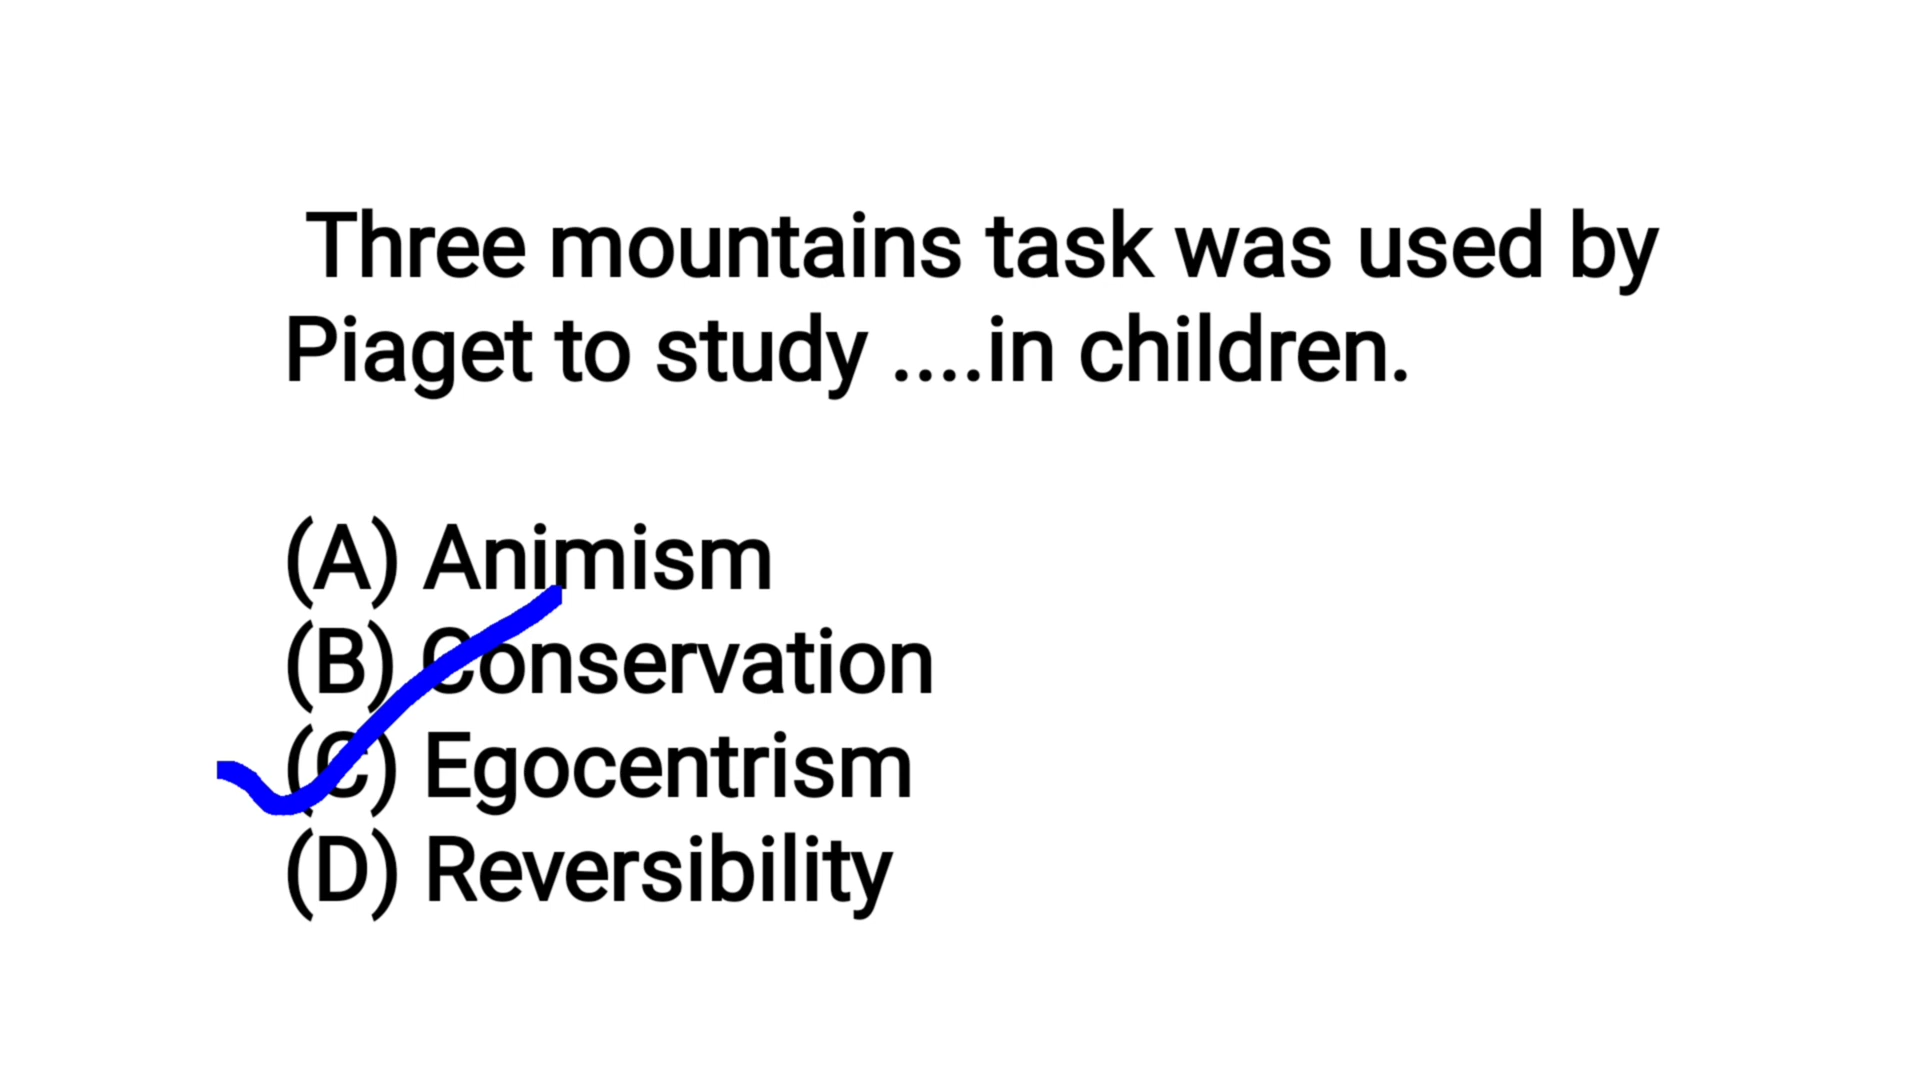 Three mountains task was used by
Piaget to study ....in children.
(A) Animism
(B) Conservation
(C) Egocentrism
(D) Reversibility